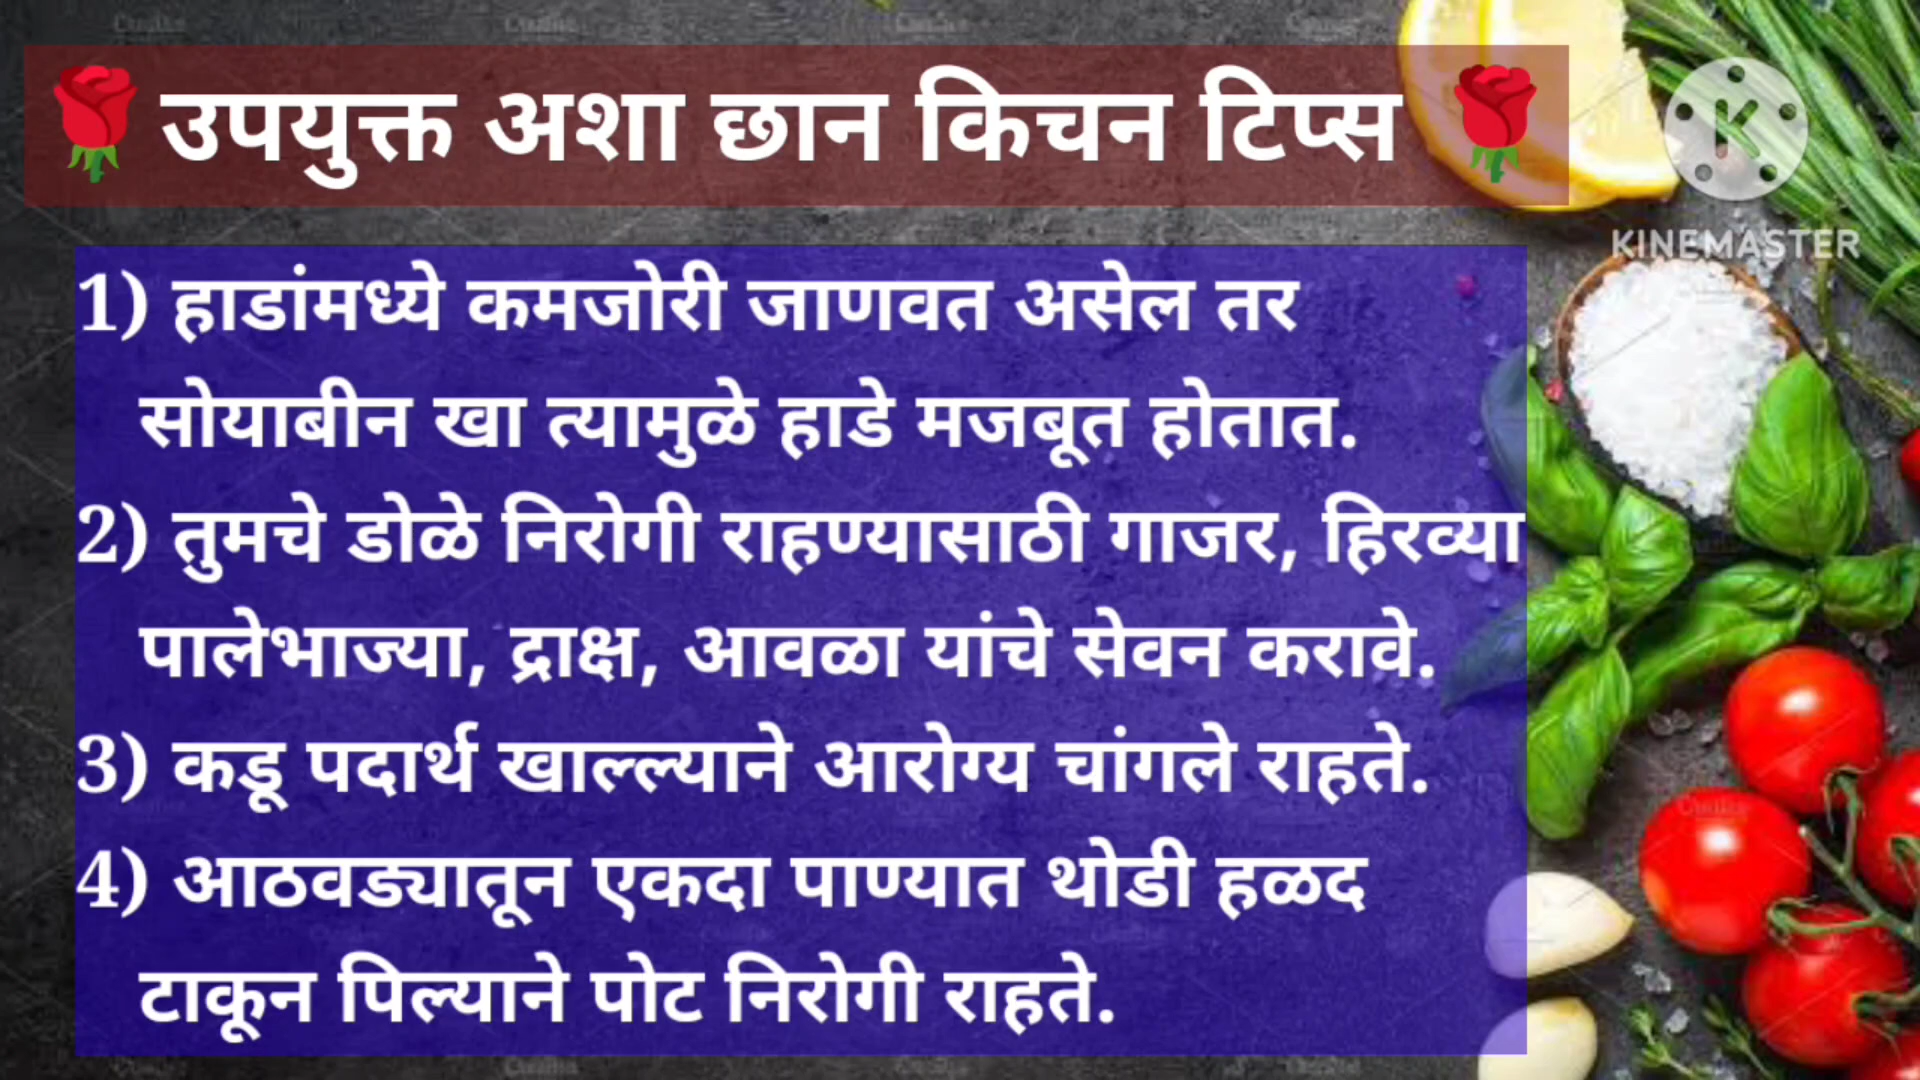 🌹उपयुक्त अशा छान किचन टिप्स 🌹
KINEMASTER
1) हाडांमध्ये कमजोरी जाणवत असेल तर
सोयाबीन खा त्यामुळे हाडे मजबूत होतात.
2) तुमचे डोळे निरोगी राहण्यासाठी गाजर, हिरव्या
पालेभाज्या, द्राक्ष, आवळा यांचे सेवन करावे.
3) कडू पदार्थ खाल्ल्याने आरोग्य चांगले राहते.
4) आठवड्यातून एकदा पाण्यात थोडी हळद
टाकून पिल्याने पोट निरोगी राहते.